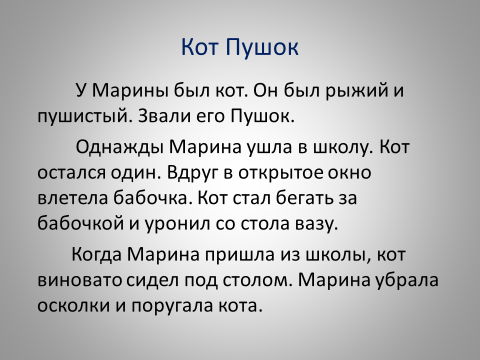 Кот Пушок
У Марины был кот. Он был рыжий и
пушистый. Звали его Пушок.
Однажды Марина ушла в школу. Кот
остался один. Вдруг в открытое окно
влетела бабочка. Кот стал бегать за
бабочкой и уронил со стола вазу.
Когда Марина пришла из школы, кот
виновато сидел под столом. Марина убрала
осколки и поругала кота.